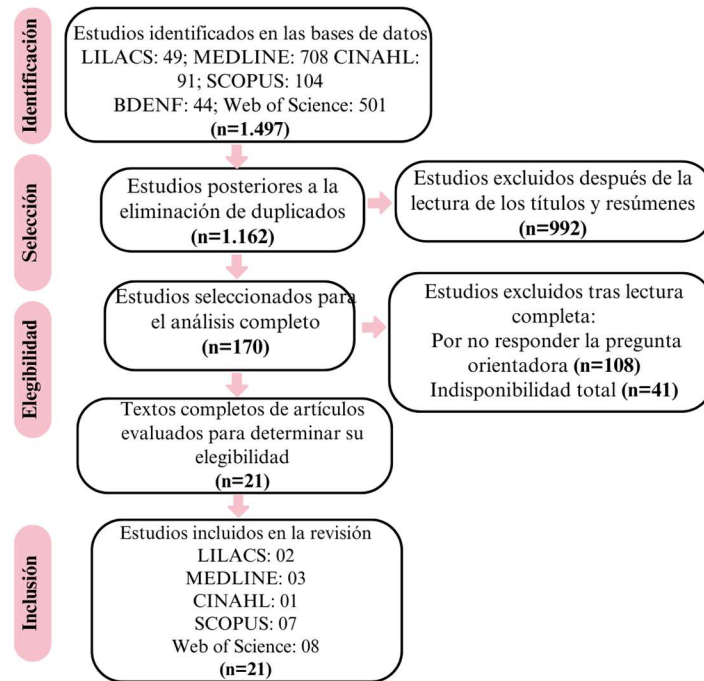 Identificación
Estudios identificados en las bases de datos
LILACS: 49; MEDLINE: 708 CINAHL:
91; SCOPUS: 104
BDENF: 44; Web of Science: 501
(n=1.497)
Selección
Estudios posteriores a la
eliminación de duplicados
(n=1.162)
Estudios excluidos después de la
lectura de los títulos y resúmenes
(n=992)
Elegibilidad
Estudios seleccionados para
el análisis completo
(n=170)
Estudios excluidos tras lectura
completa:
Por no responder la pregunta
orientadora (n=108)
Indisponibilidad total (n=41)
Textos completos de artículos
evaluados para determinar su
elegibilidad
(n=21)
Inclusión
Estudios incluidos en la revisión
LILACS: 02
MEDLINE: 03
CINAHL: 01
SCOPUS: 07
Web of Science: 08
(n=21)